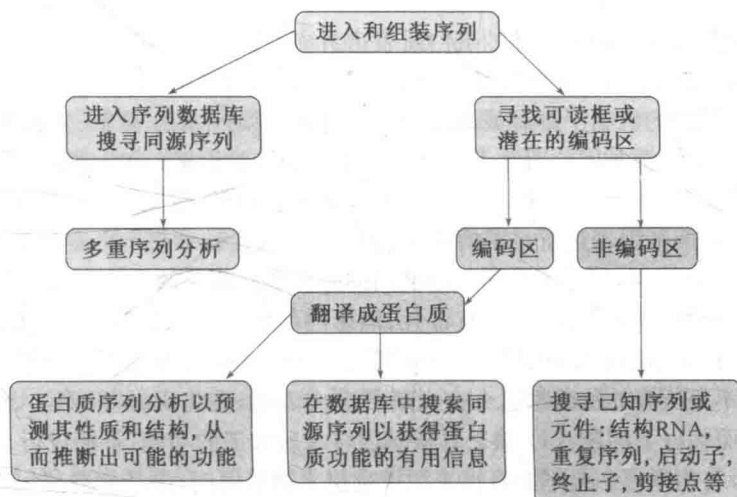 进入和组装序列
进入序列数据库
搜寻同源序列
寻找可读框或
潜在的编码区
多重序列分析
编码区
非编码区
翻译成蛋白质
蛋白质序列分析以预
测其性质和结构,从
而推断出可能的功能
在数据库中搜索同
源序列以获得蛋白
质功能的有用信息
搜寻已知序列或
元件:结构RNA,
重复序列,启动子,
终止子,剪接点等